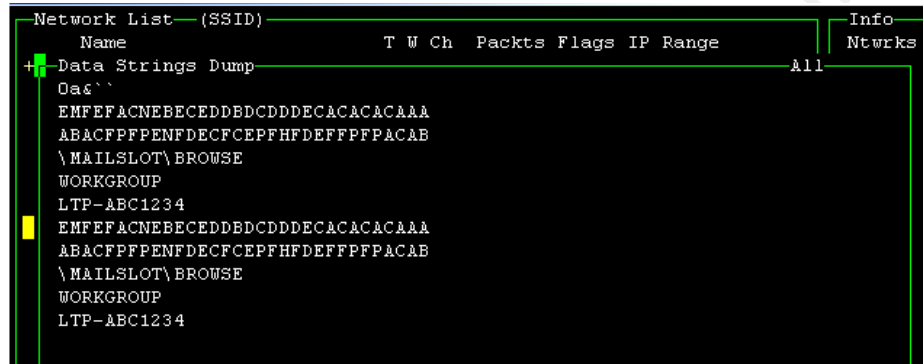 Network List—(SSID) Info
Name T W Ch Packts Flags IP Range Ntwrks
+ Data Strings Dump All
Oa&``
EMFEFACNEBECEDDBDCDDDECACACACAAA
ABACFPFPENFDECFCEPFHFDEFFPFPACAB
\MAILSLOT\BROWSE
WORKGROUP
LTP-ABC1234
EMFEFACNEBECEDDBDCDDDECACACACAAA
ABACFPFPENFDECFCEPFHFDEFFPFPACAB
\MAILSLOT\BROWSE
WORKGROUP
LTP-ABC1234